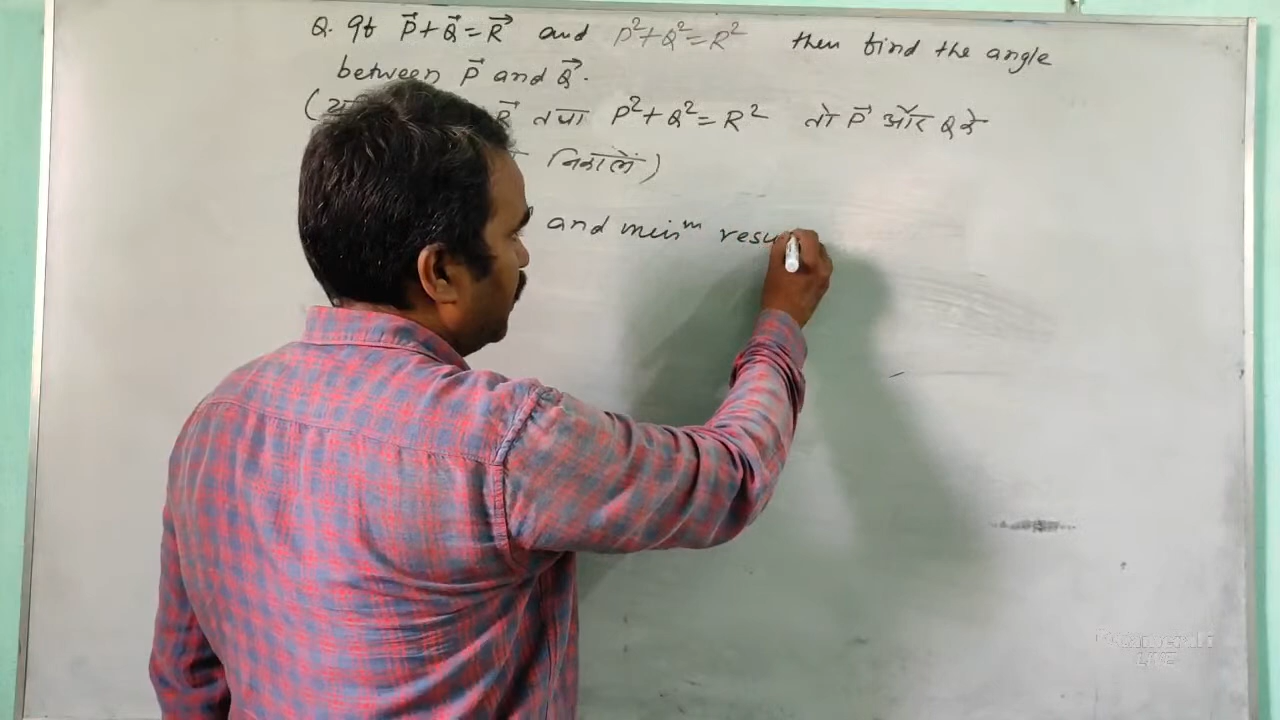 Q. If P⃗ + Q⃗ = R⃗ and P² + Q² = R² then find the angle
between P⃗ and Q⃗.
R⃗ तथा P² + Q² = R² तो P⃗ और Q के
निकालें)
and minᵐ resu
LIVE